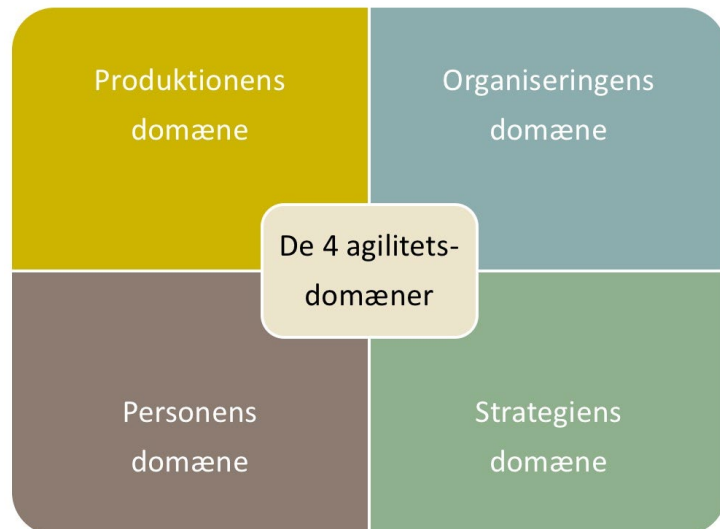 Produktionens
domæne
Organiseringens
domæne
De 4 agilitets-
domæner
Personens
domæne
Strategiens
domæne